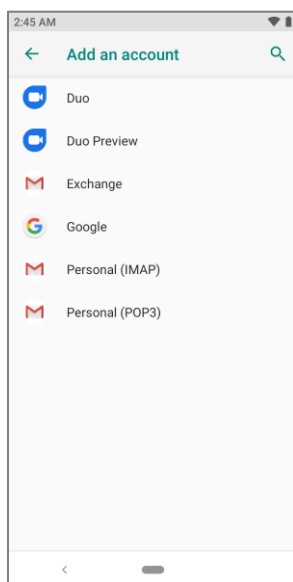 2:45 AM
Add an account
Duo
Duo Preview
Exchange
Google
Personal (IMAP)
Personal (POP3)